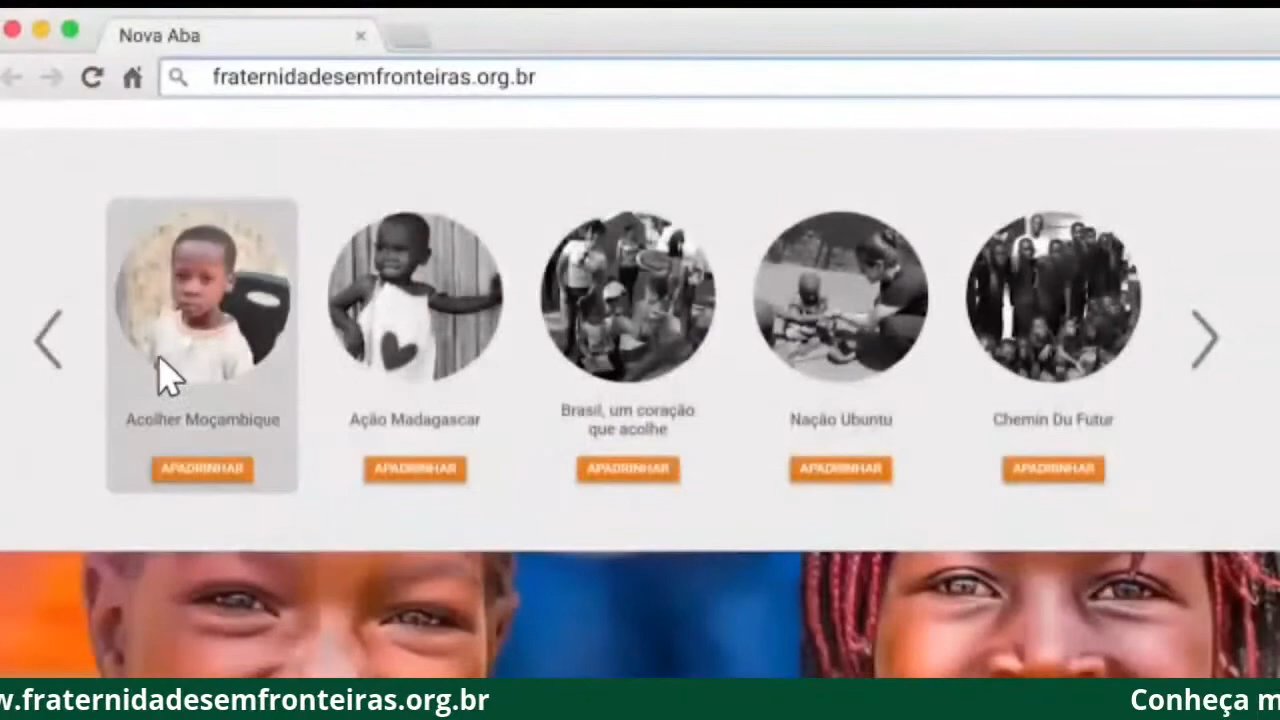 Nova Aba
fraternidadesemfronteiras.org.br
Acolher Moçambique
Ação Madagascar
Brasil, um coração
que acolhe
Nação Ubuntu
Chemin Du Futur
APADRINHAR
APADRINHAR
APADRINHAR
APADRINHAR
APADRINHAR
.fraternidadesemfronteiras.org.br
Conheça